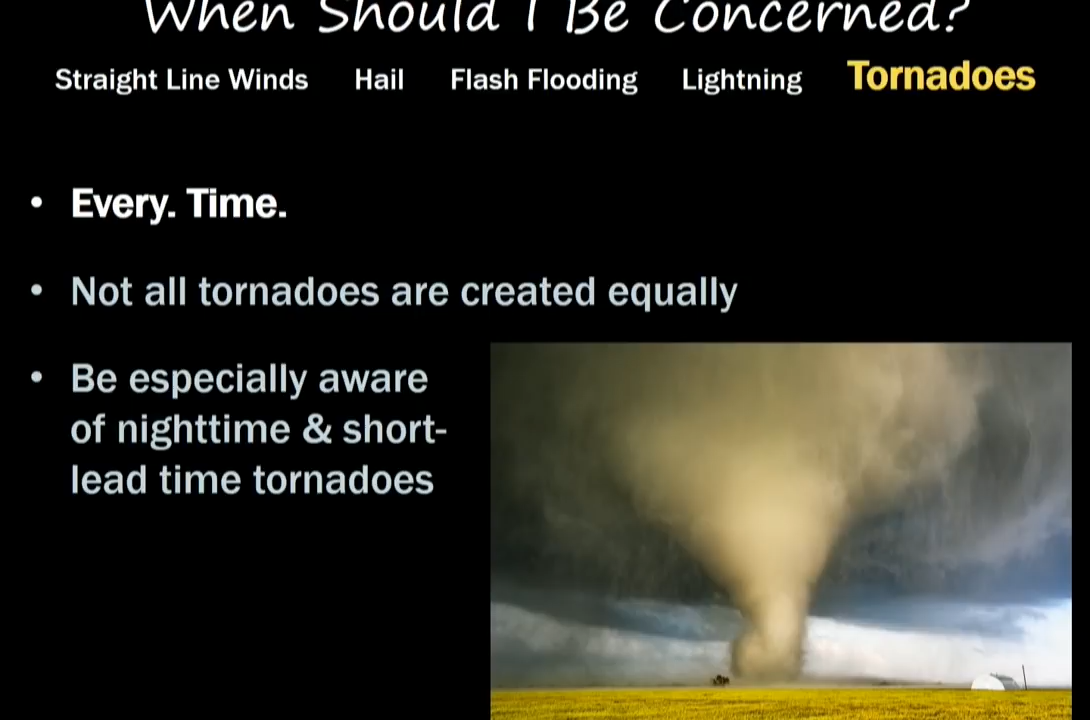 When Should I Be Concerned?
Straight Line Winds Hail Flash Flooding Lightning Tornadoes
• Every. Time.
• Not all tornadoes are created equally
• Be especially aware
of nighttime & short-
lead time tornadoes